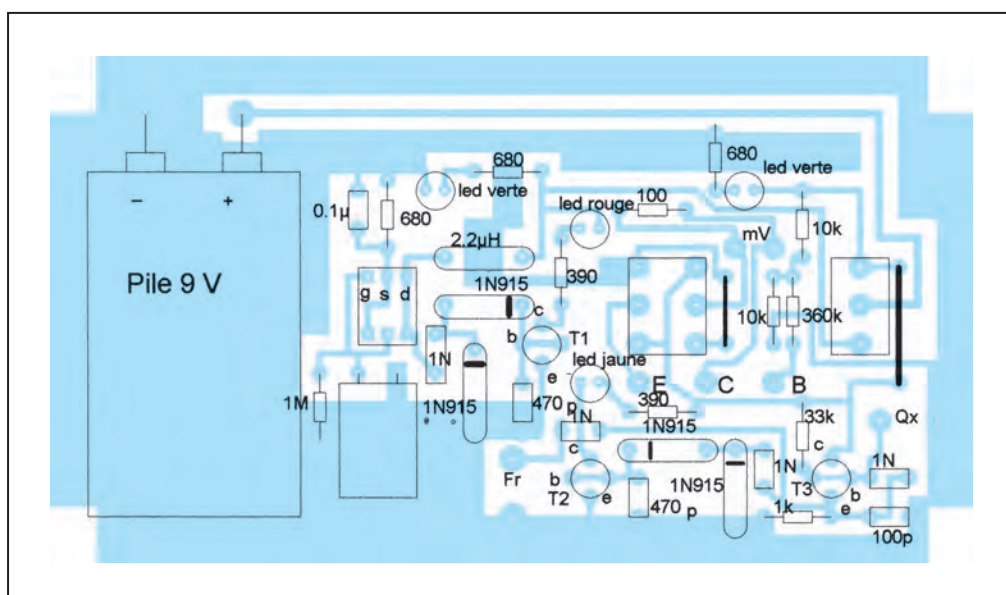 680
680
led verte
led verte
0.1µ
680
led rouge
100
10k
mV
2.2µH
− +
Pile 9 V
390
1N915
g s d
c
10k
360k
b
T1
1N
led jaune
e
E
C
B
1M
1N915
470 p
390
1N
33k
Qx
1N915
c
c
Fr
1N
1N
b
T2
e
1N915
T3
b
470 p
1k
e
100p